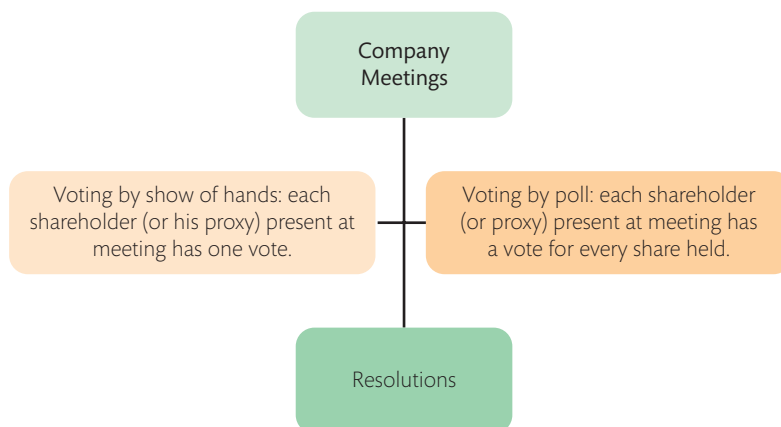 Company
Meetings
Voting by show of hands: each
shareholder (or his proxy) present at
meeting has one vote.
Voting by poll: each shareholder
(or proxy) present at meeting has
a vote for every share held.
Resolutions